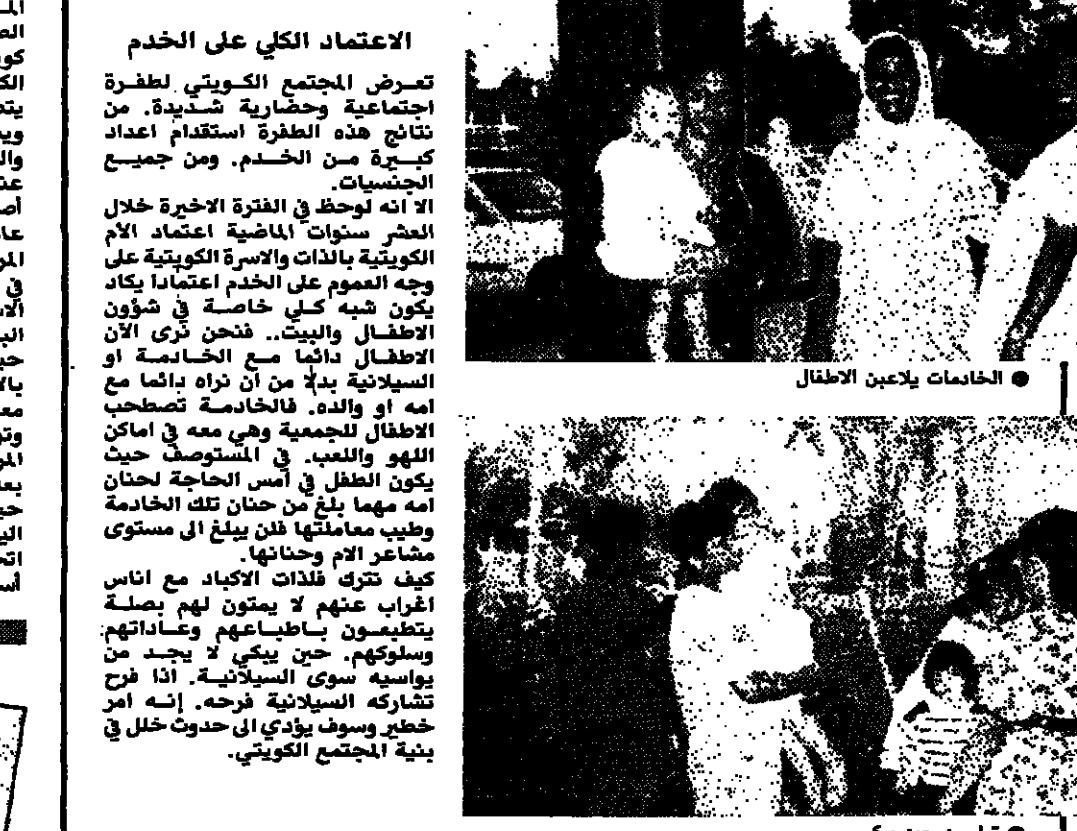 الاعتماد الكلي على الخدم
تعرض المجتمع الكويتي لطفرة
اجتماعية وحضارية شديدة. من
نتائج هذه الطفرة استقدام اعداد
كبيرة من الخدم. ومن جميع
الجنسيات.
الا انه لوحظ في الفترة الاخيرة خلال
العشر سنوات الماضية اعتماد الأم
الكويتية بالذات والاسرة الكويتية على
وجه العموم على الخدم اعتمادا يكاد
يكون شبه كلي خاصة في شؤون
الاطفال والبيت.. فنحن نرى الآن
الاطفال دائما مع الخادمة او
السيلانية بدلا من أن نراه دائما مع
امه او والده. فالخادمة تصطحب
الاطفال للجمعية وهي معه في اماكن
اللهو واللعب. في المستوصف حيث
يكون الطفل في أمس الحاجة لحنان
امه مهما بلغ من حنان تلك الخادمة
وطيب معاملتها فلن يبلغ الى مستوى
مشاعر الام وحنانها.
كيف نترك فلذات الاكباد مع اناس
اغراب عنهم لا يمتون لهم بصلة
يتطبعون باطباعهم وعاداتهم
وسلوكهم. حين يبكي لا يجد من
يواسيه سوى السيلانية. اذا فرح
تشاركه السيلانية فرحه. إنه امر
خطير وسوف يؤدي الى حدوث خلل في
بنية المجتمع الكويتي.
● الخادمات يلاعبن الاطفال